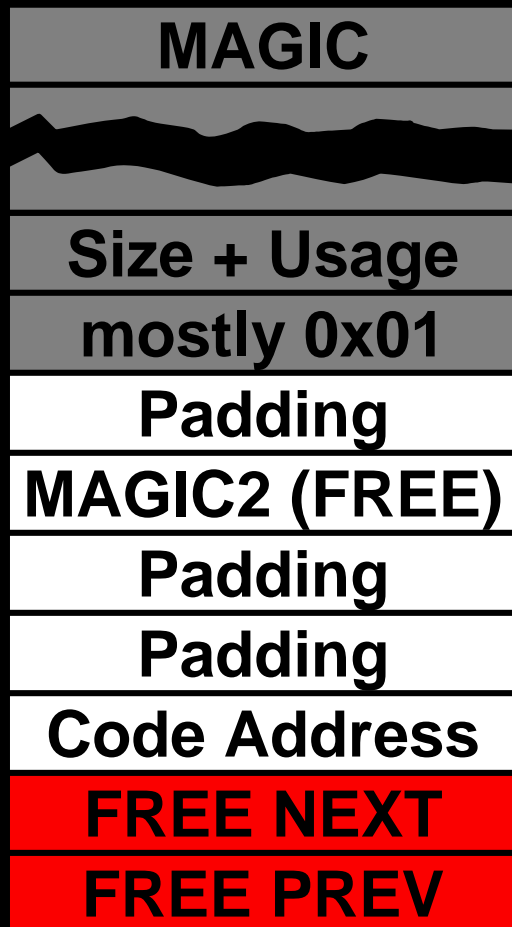 MAGIC
Size + Usage
mostly 0x01
Padding
MAGIC2 (FREE)
Padding
Padding
Code Address
FREE NEXT
FREE PREV